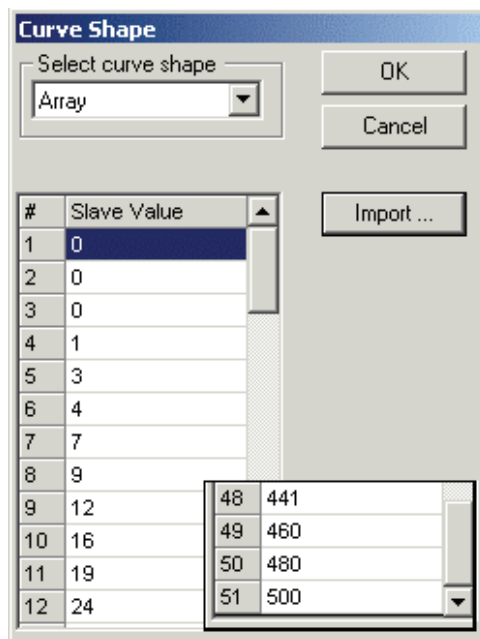 Curve Shape
Select curve shape
Array
OK
Cancel
Import ...
# Slave Value
1 0
2 0
3 0
4 1
5 3
6 4
7 7
8 9
9 12
10 16
11 19
12 24
48 441
49 460
50 480
51 500